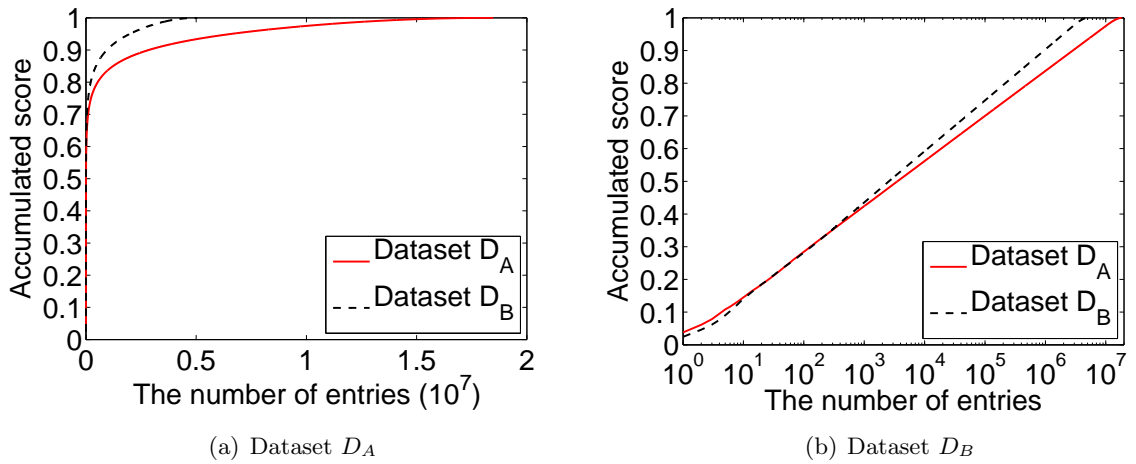 1
0.9
0.8
0.7
0.6
0.5
0.4
0.3
0.2
0.1
0
Accumulated score
Dataset D_A
Dataset D_B
0 0.5 1 1.5 2
The number of entries (10^7)
(a) Dataset D_A
1
0.9
0.8
0.7
0.6
0.5
0.4
0.3
0.2
0.1
0
Accumulated score
Dataset D_A
Dataset D_B
10^0 10^1 10^2 10^3 10^4 10^5 10^6 10^7
The number of entries
(b) Dataset D_B